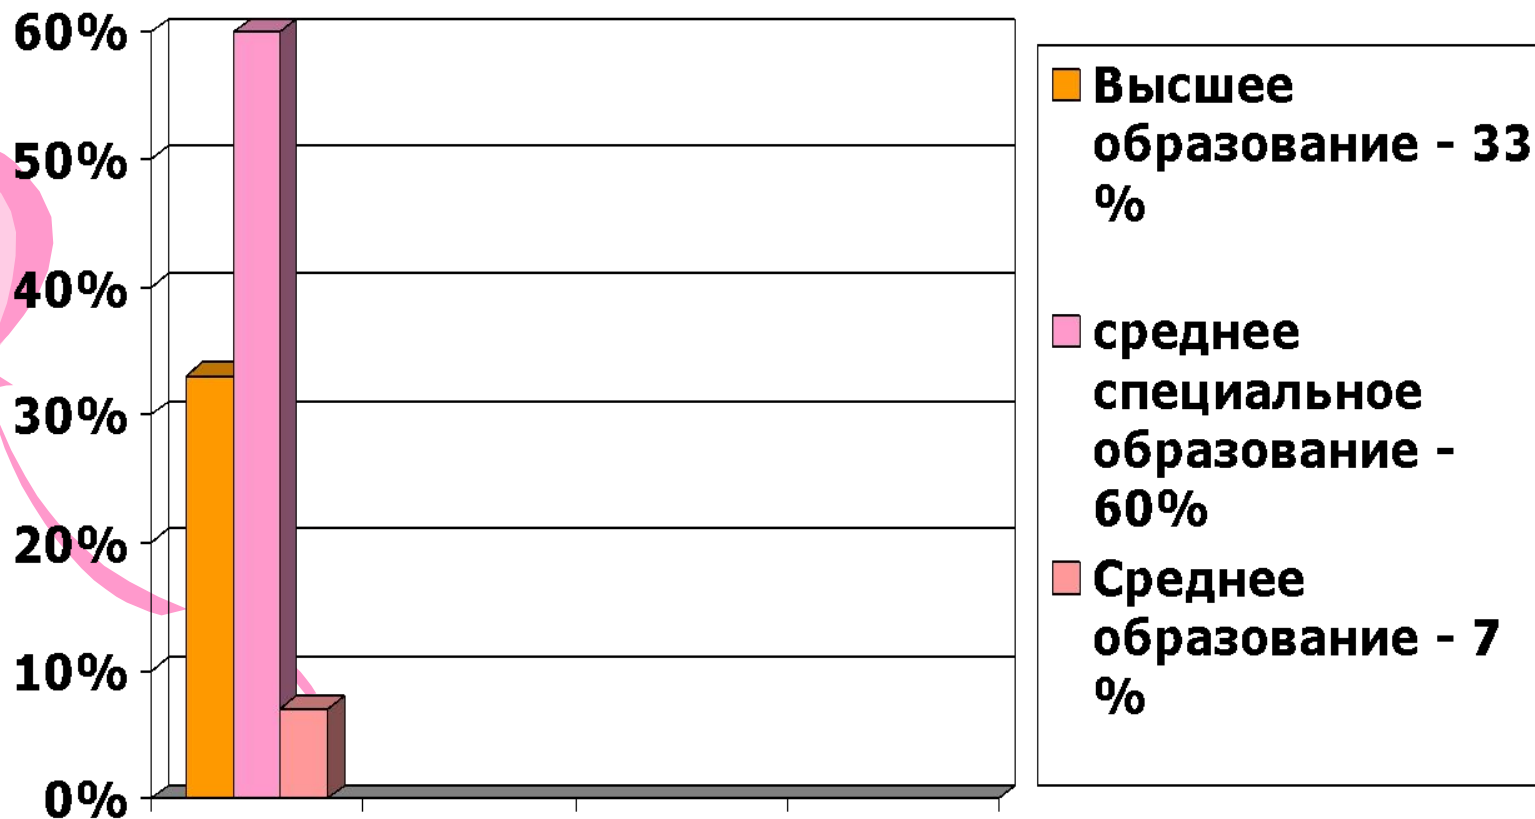 60%
50%
40%
30%
20%
10%
0%
Высшее
образование - 33
%
среднее
специальное
образование -
60%
Среднее
образование - 7
%